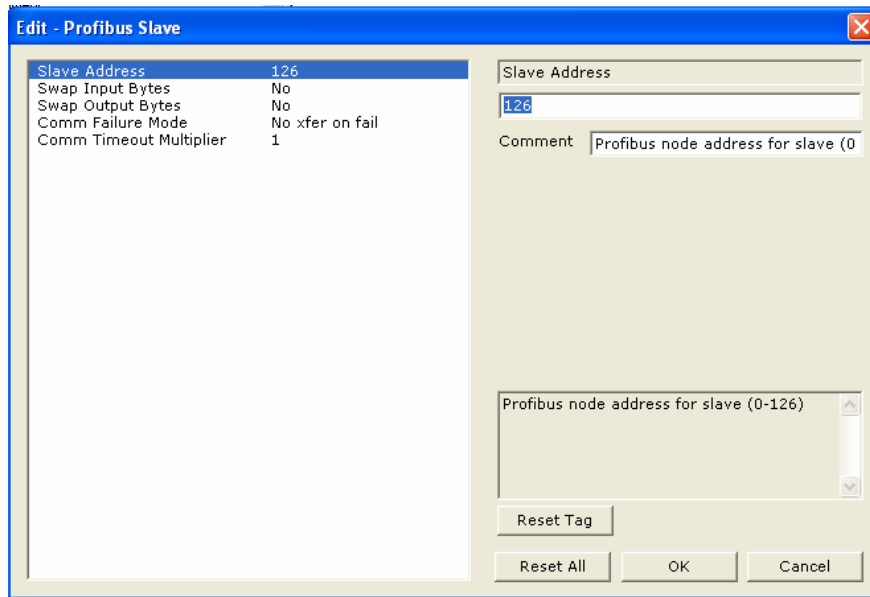 Edit - Profibus Slave
Slave Address 126
Swap Input Bytes No
Swap Output Bytes No
Comm Failure Mode No xfer on fail
Comm Timeout Multiplier 1
Slave Address
126
Comment Profibus node address for slave (0
Profibus node address for slave (0-126)
Reset Tag
Reset All OK Cancel